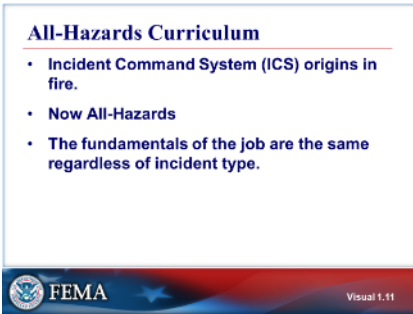 All-Hazards Curriculum
• Incident Command System (ICS) origins in
fire.
• Now All-Hazards
• The fundamentals of the job are the same
regardless of incident type.
FEMA
Visual 1.11